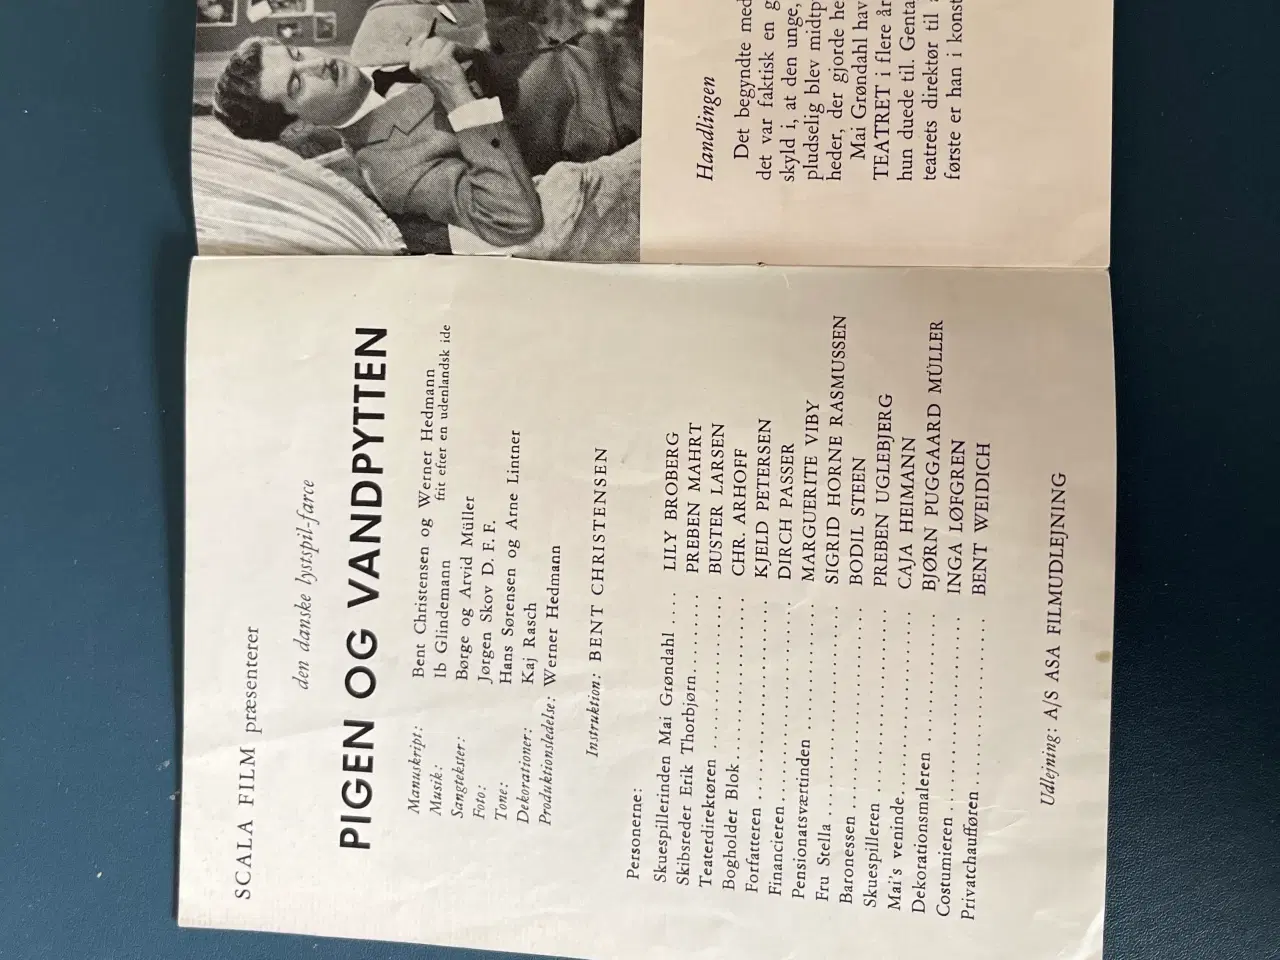 SCALA FILM præsenterer
den danske lystspil-farce
PIGEN OG VANDPYTTEN
Manuskript: Bent Christensen og Werner Hedmann
frit efter en udenlandsk ide
Musik: Ib Glindemann
Sangtekster: Børge og Arvid Müller
Foto: Jørgen Skov D. F. F.
Tone: Hans Sørensen og Arne Lintner
Dekorationer: Kaj Rasch
Produktionsledelse: Werner Hedmann
Instruktion: BENT CHRISTENSEN
Personerne:
Skuespillerinden Mai Grøndahl .... LILY BROBERG
Skibsreder Erik Thorbjørn........ PREBEN MAHRT
Teaterdirektøren ............... BUSTER LARSEN
Bogholder Blok................. CHR. ARHOFF
Forfatteren .................... KJELD PETERSEN
Financieren..................... DIRCH PASSER
Pensionatsværtinden ............. MARGUERITE VIBY
Fru Stella ...................... SIGRID HORNE RASMUSSEN
Baronessen ..................... BODIL STEEN
Skuespilleren ................... PREBEN UGLEBJERG
Mai's veninde................... CAJA HEIMANN
Dekorationsmaleren .............. BJØRN PUGGAARD MÜLLER
Costumieren .................... INGA LØFGREN
Privatchaufføren ................ BENT WEIDICH
Udlejning: A/S ASA FILMUDLEJNING
Handlingen
Det begyndte med
det var faktisk en g
skyld i, at den unge,
pludselig blev midtp
heder, der gjorde he
Mai Grøndahl hav
TEATRET i flere år
hun duede til. Genta
teatrets direktør til
første er han i konst